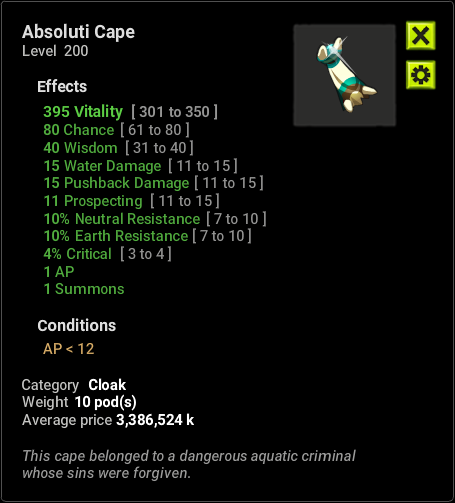 Absoluti Cape
Level 200
Effects
395 Vitality [ 301 to 350 ]
80 Chance [ 61 to 80 ]
40 Wisdom [ 31 to 40 ]
15 Water Damage [ 11 to 15 ]
15 Pushback Damage [ 11 to 15 ]
11 Prospecting [ 11 to 15 ]
10% Neutral Resistance [ 7 to 10 ]
10% Earth Resistance [ 7 to 10 ]
4% Critical [ 3 to 4 ]
1 AP
1 Summons
Conditions
AP < 12
Category Cloak
Weight 10 pod(s)
Average price 3,386,524 k
This cape belonged to a dangerous aquatic criminal
whose sins were forgiven.